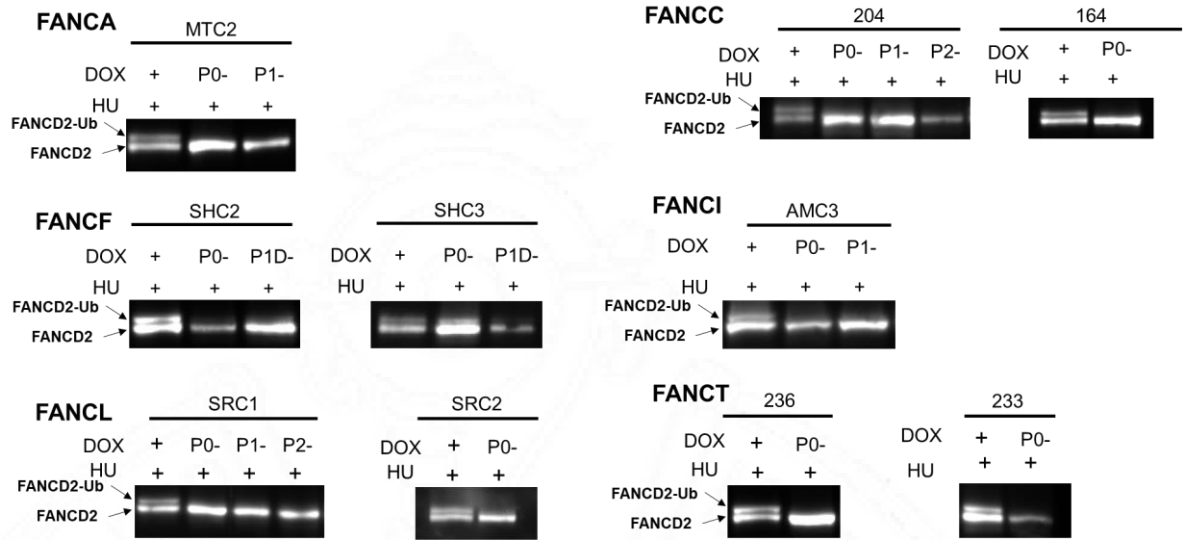 FANCA
MTC2
DOX + P0- P1-
HU + + +
FANCD2-Ub
FANCD2
FANCC
204 164
DOX + P0- P1- P2- DOX + P0-
HU + + + + HU + +
FANCD2-Ub
FANCD2
FANCF
SHC2 SHC3
DOX + P0- P1D- DOX + P0- P1D-
HU + + + HU + + +
FANCD2-Ub
FANCD2
FANCI
AMC3
DOX + P0- P1-
HU + + +
FANCD2-Ub
FANCD2
FANCL
SRC1 SRC2
DOX + P0- P1- P2- DOX + P0-
HU + + + + HU + +
FANCD2-Ub
FANCD2
FANCT
236 233
DOX + P0- DOX + P0-
HU + + HU + +
FANCD2-Ub
FANCD2